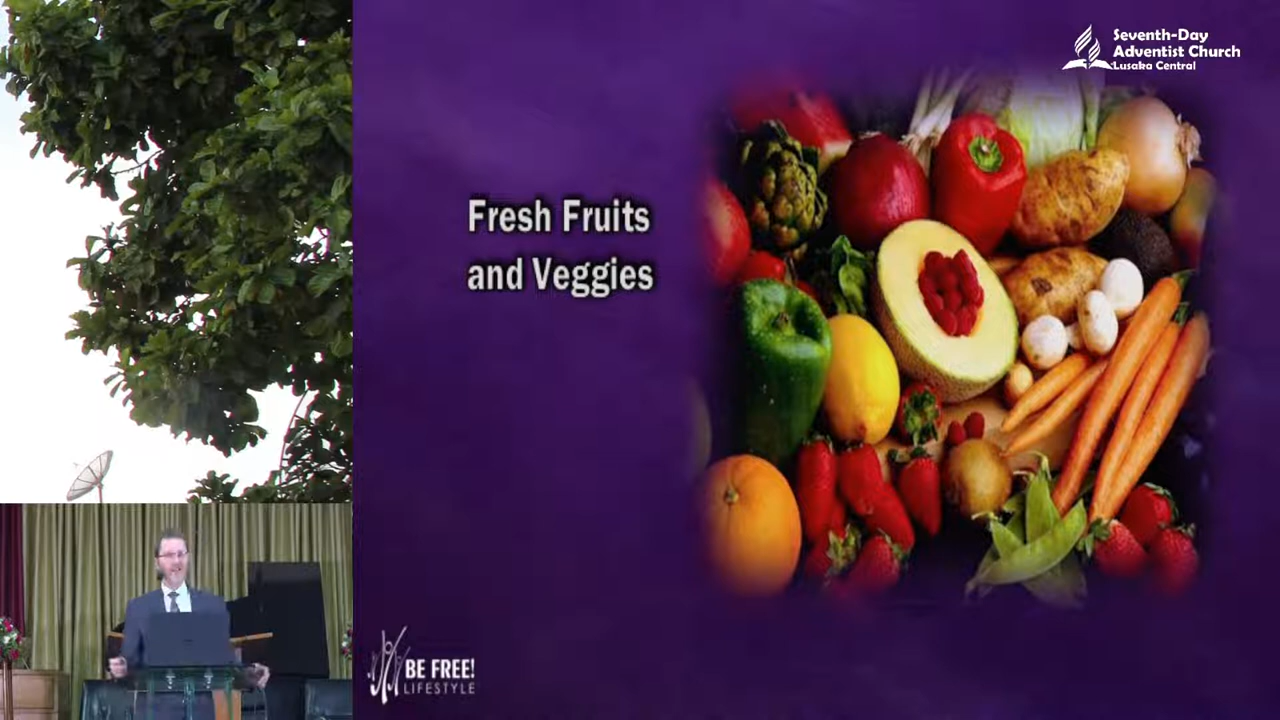 Seventh-Day
Adventist Church
Lusaka Central
Fresh Fruits
and Veggies
BE FREE!
LIFESTYLE